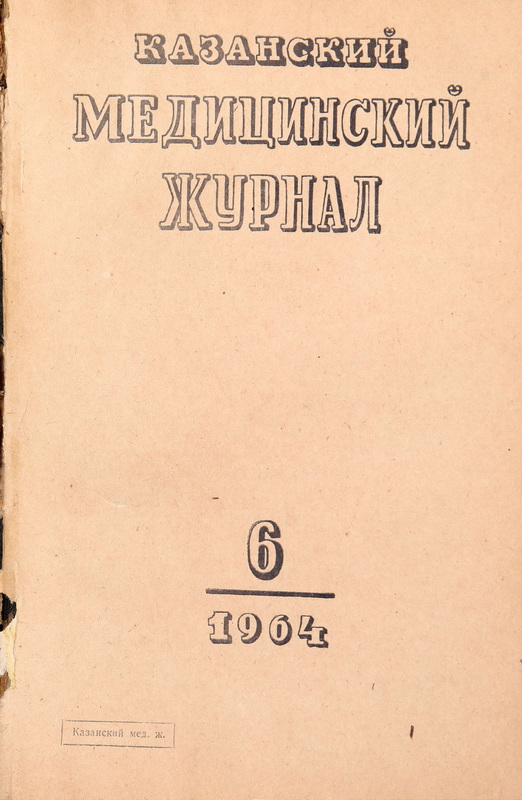 КАЗАНСКИЙ
МЕДИЦИНСКИЙ
ЖУРНАЛ
6
1964
Казанский мед. ж.